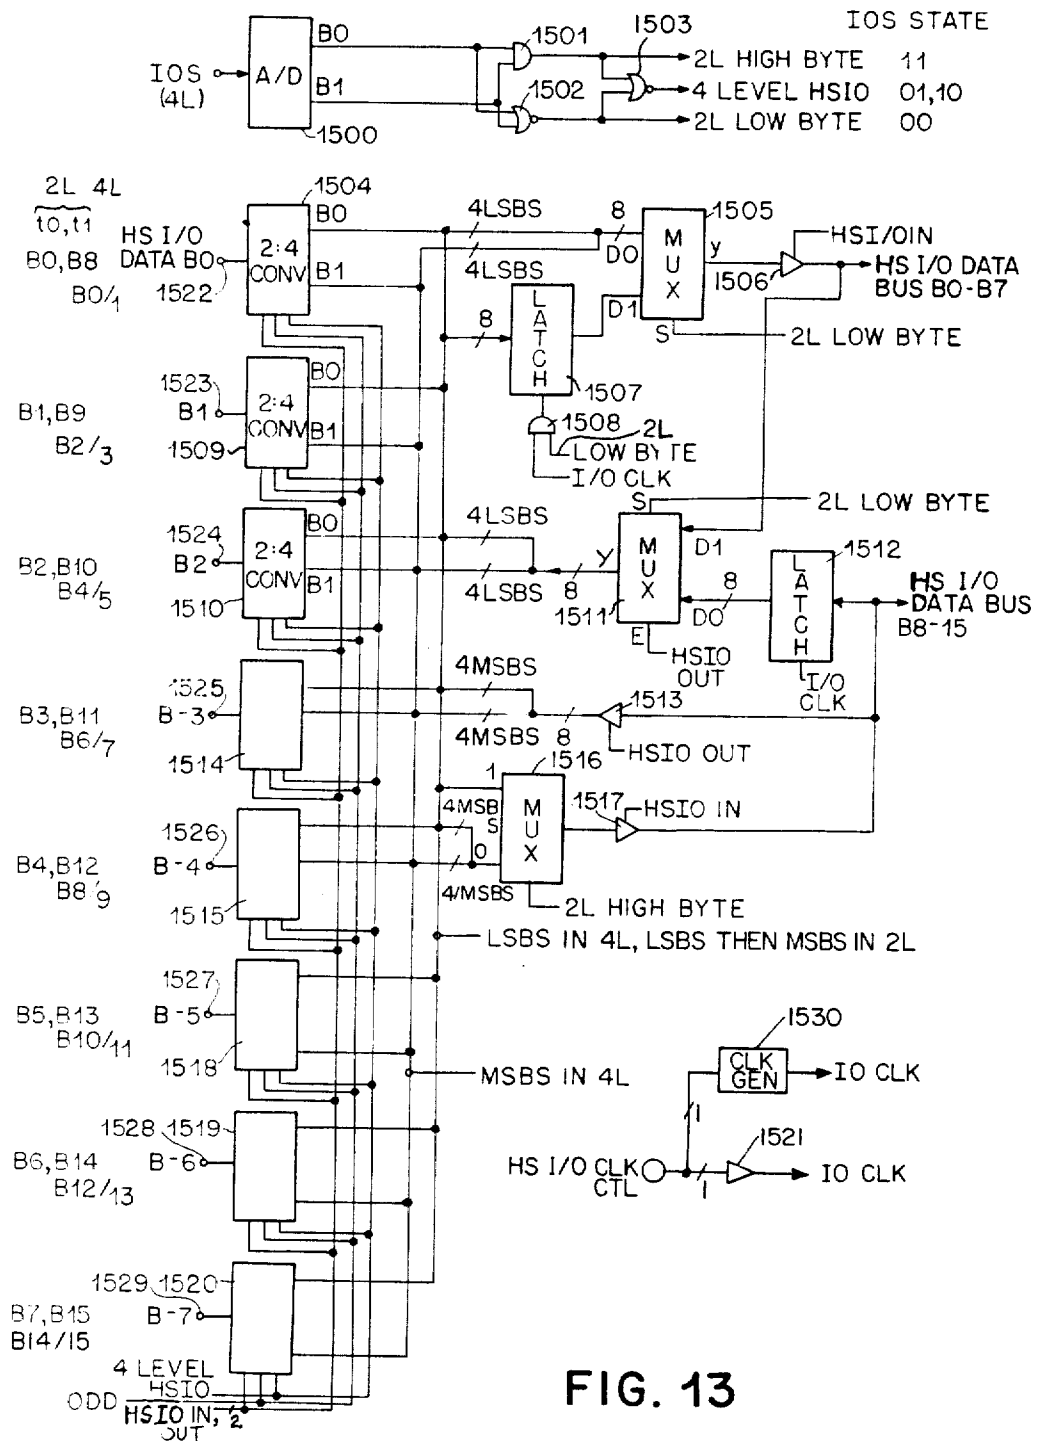 IOS STATE
B0
1501
1503
2L HIGH BYTE 11
IOS
(4L)
A/D
B1
1502
4 LEVEL HSIO 01,10
2L LOW BYTE 00
1500
2L 4L
t0,t1
1504
B0
4LSBS
8
1505
B0,B8
B0/1
HS I/O
DATA B0
1522
2:4
CONV
B1
4LSBS
D0
MUX
y
1506
HSI/OIN
HS I/O DATA
BUS B0-B7
8
LATCH
D1
S
2L LOW BYTE
1507
1508
2L
LOW BYTE
I/O CLK
B1,B9
B2/3
1523
B1
1509
B0
2:4
CONV
B1
S
2L LOW BYTE
B2,B10
B4/5
1524
B2
1510
B0
2:4
CONV
B1
4LSBS
4LSBS
8
Y
MUX
1511
D1
D0
8
E
HSIO
OUT
LATCH
1512
I/O
CLK
HS I/O
DATA BUS
B8-15
B3,B11
B6/7
1525
B-3
1514
4MSBS
4MSBS
8
1513
HSIO OUT
B4,B12
B8/9
1526
B-4
1515
1
4MSB
S
0
4/MSBS
MUX
1516
1517
HSIO IN
2L HIGH BYTE
LSBS IN 4L, LSBS THEN MSBS IN 2L
B5,B13
B10/11
1527
B-5
1518
MSBS IN 4L
1530
CLK
GEN
IO CLK
1
HS I/O CLK
CTL
1
1521
IO CLK
B6,B14
B12/13
1528
1519
B-6
B7,B15
B14/15
1529
1520
B-7
4 LEVEL
HSIO
ODD
HSIO IN, 2
OUT
FIG. 13